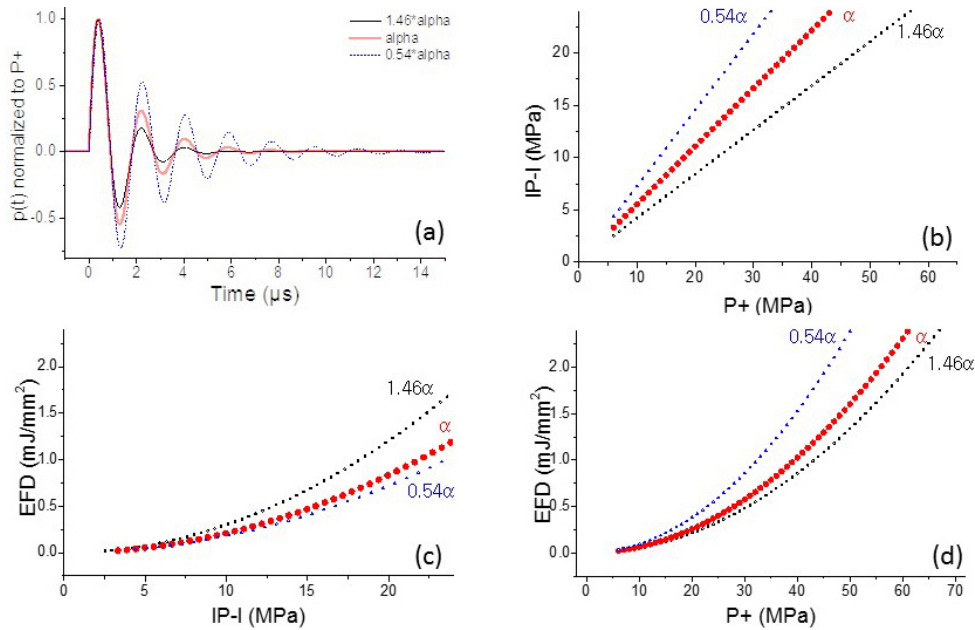 1.46*alpha
alpha
0.54*alpha
1.0
0.5
0.0
-0.5
p(t) normalized to P+
0 2 4 6 8 10 12 14
Time (µs)
(a)
0.54α
α
1.46α
20
15
10
5
0
IP-I (MPa)
0 10 20 30 40 50 60
P+ (MPa)
(b)
2.0
1.5
1.0
0.5
0.0
EFD (mJ/mm²)
1.46α
α
0.54α
0 5 10 15 20
IP-I (MPa)
(c)
2.0
1.5
1.0
0.5
0.0
EFD (mJ/mm²)
0.54α
α
1.46α
0 10 20 30 40 50 60 70
P+ (MPa)
(d)